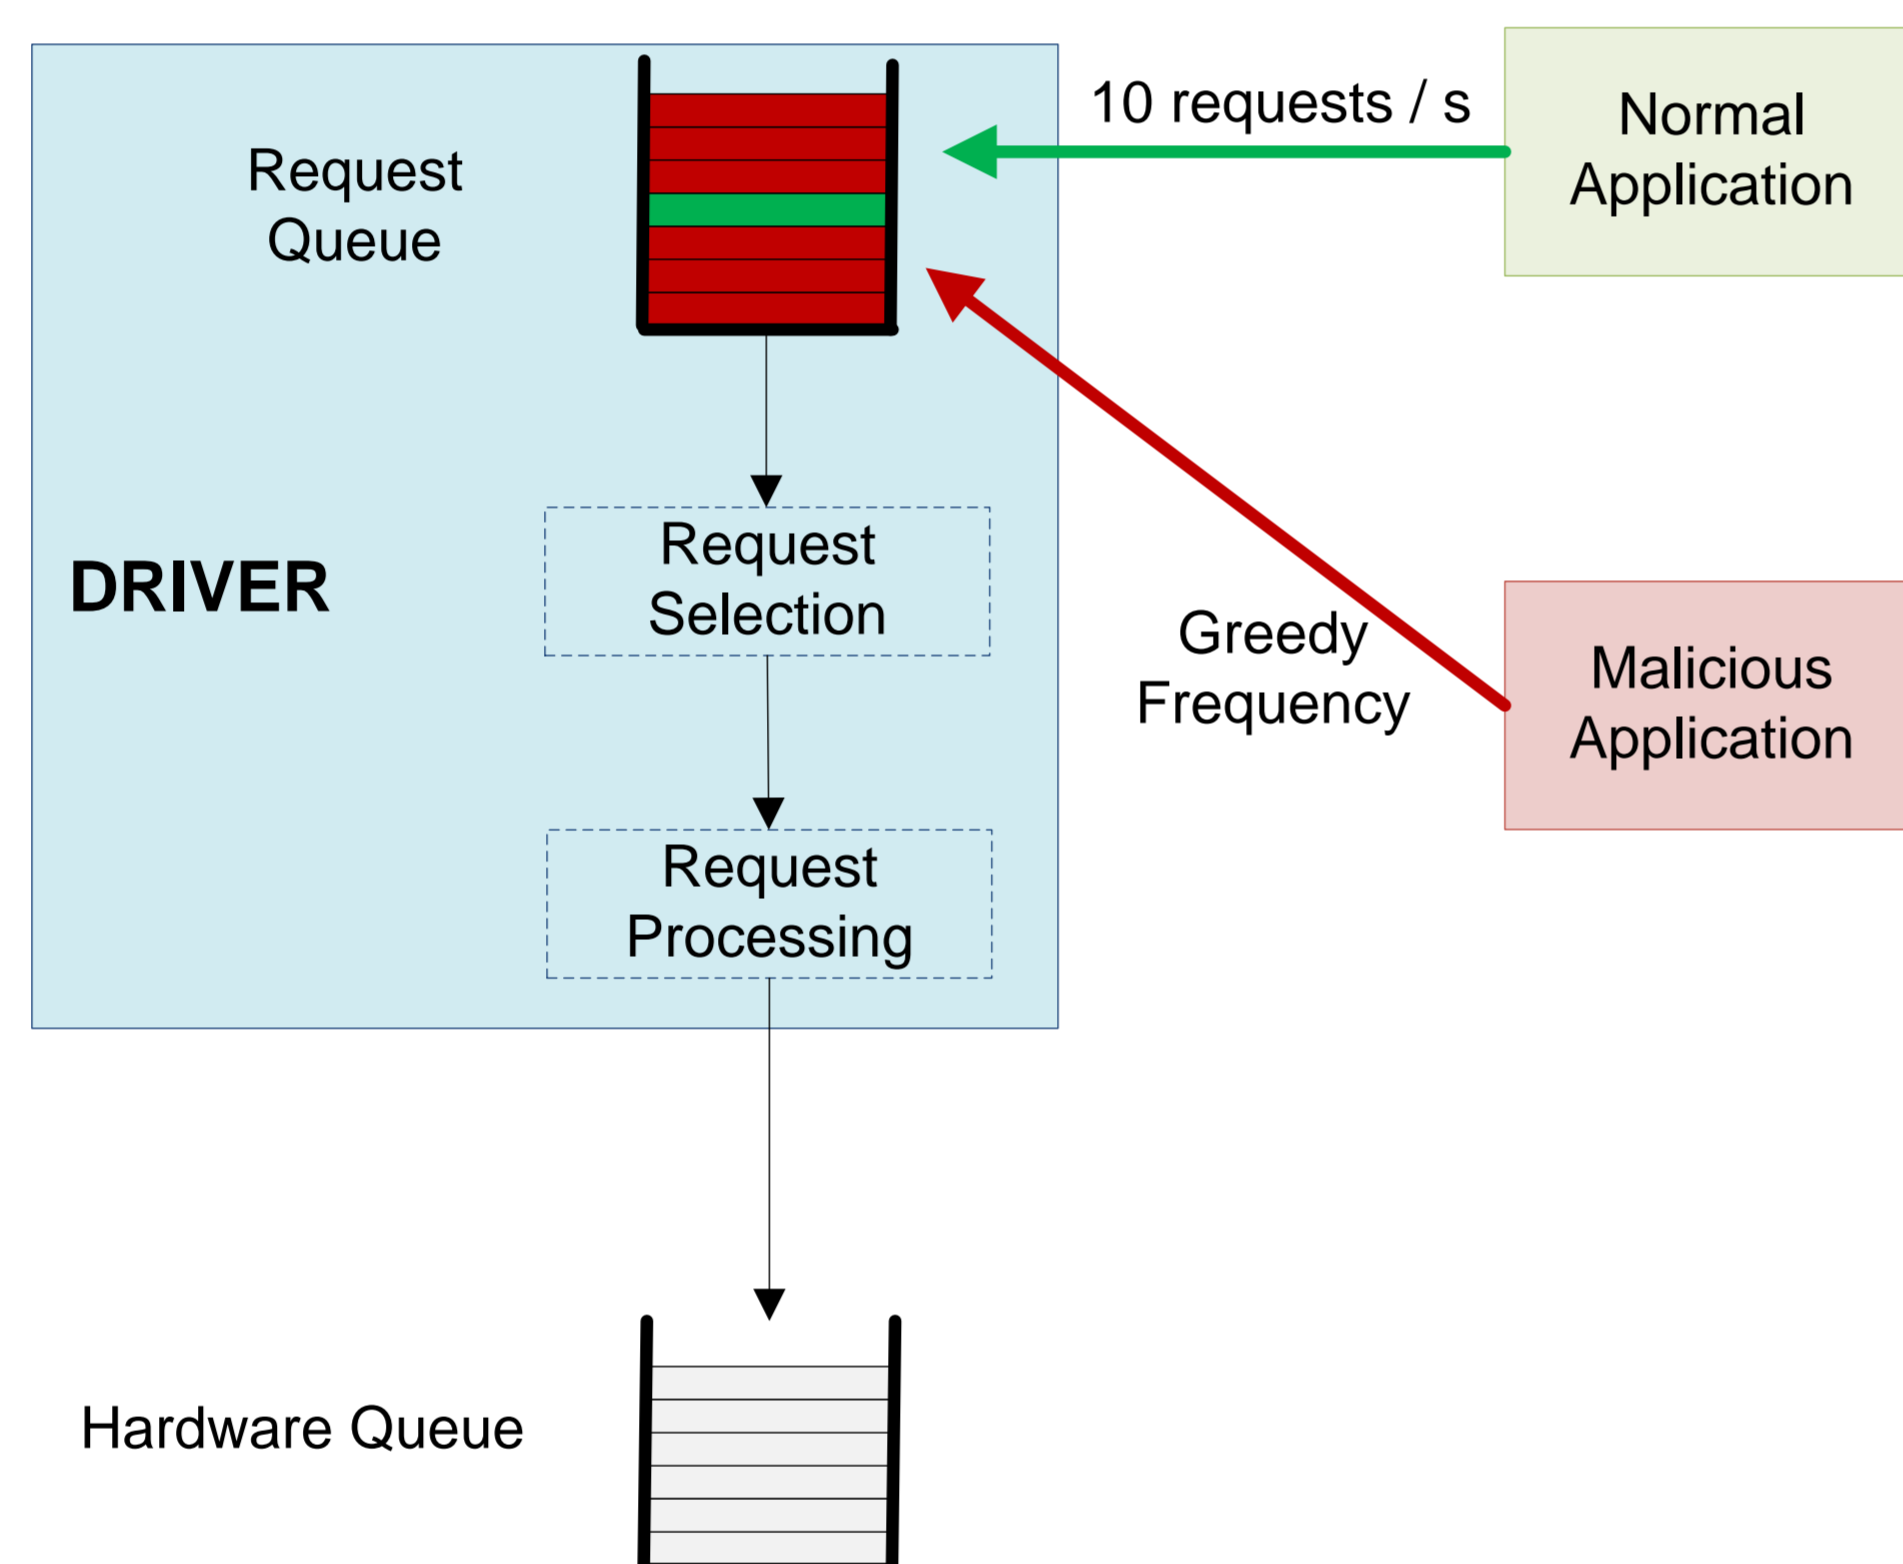 10 requests / s
Normal
Application
Request
Queue
DRIVER
Request
Selection
Greedy
Frequency
Malicious
Application
Request
Processing
Hardware Queue